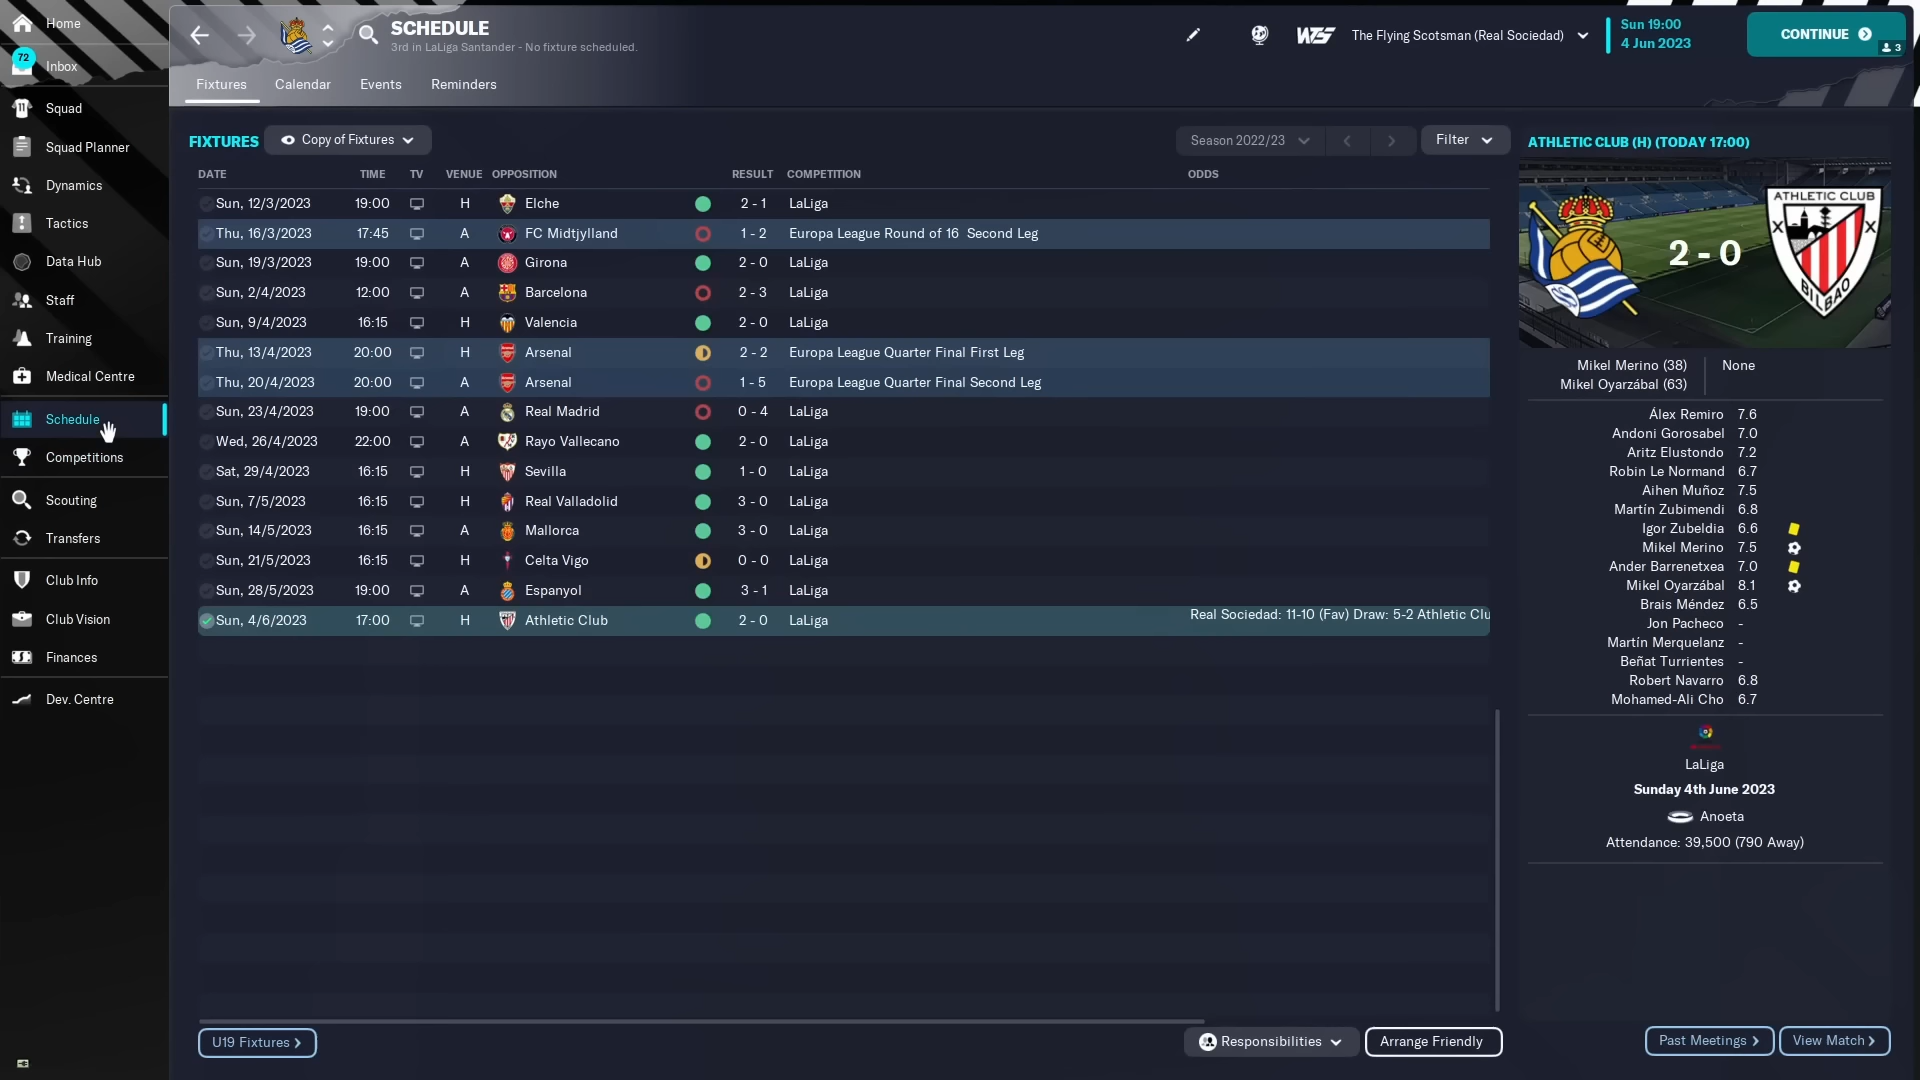 Home
72
Inbox
Squad
Squad Planner
Dynamics
Tactics
Data Hub
Staff
Training
Medical Centre
Schedule
Competitions
Scouting
Transfers
Club Info
Club Vision
Finances
Dev. Centre
SCHEDULE
3rd in LaLiga Santander - No fixture scheduled.
The Flying Scotsman (Real Sociedad)
Sun 19:00
4 Jun 2023
CONTINUE
3
Fixtures Calendar Events Reminders
FIXTURES Copy of Fixtures Season 2022/23 Filter
DATE TIME TV VENUE OPPOSITION RESULT COMPETITION ODDS
Sun, 12/3/2023 19:00 H Elche 2 - 1 LaLiga
Thu, 16/3/2023 17:45 A FC Midtjylland 1 - 2 Europa League Round of 16 Second Leg
Sun, 19/3/2023 19:00 A Girona 2 - 0 LaLiga
Sun, 2/4/2023 12:00 A Barcelona 2 - 3 LaLiga
Sun, 9/4/2023 16:15 H Valencia 2 - 0 LaLiga
Thu, 13/4/2023 20:00 H Arsenal 2 - 2 Europa League Quarter Final First Leg
Thu, 20/4/2023 20:00 A Arsenal 1 - 5 Europa League Quarter Final Second Leg
Sun, 23/4/2023 19:00 A Real Madrid 0 - 4 LaLiga
Wed, 26/4/2023 22:00 A Rayo Vallecano 2 - 0 LaLiga
Sat, 29/4/2023 16:15 H Sevilla 1 - 0 LaLiga
Sun, 7/5/2023 16:15 H Real Valladolid 3 - 0 LaLiga
Sun, 14/5/2023 16:15 A Mallorca 3 - 0 LaLiga
Sun, 21/5/2023 16:15 H Celta Vigo 0 - 0 LaLiga
Sun, 28/5/2023 19:00 A Espanyol 3 - 1 LaLiga
Sun, 4/6/2023 17:00 H Athletic Club 2 - 0 LaLiga Real Sociedad: 11-10 (Fav) Draw: 5-2 Athletic Clu
U19 Fixtures
Responsibilities
Arrange Friendly
ATHLETIC CLUB (H) (TODAY 17:00)
ATHLETIC CLUB
BILBAO
2 - 0
Mikel Merino (38) None
Mikel Oyarzábal (63)
Álex Remiro 7.6
Andoni Gorosabel 7.0
Aritz Elustondo 7.2
Robin Le Normand 6.7
Aihen Muñoz 7.5
Martín Zubimendi 6.8
Igor Zubeldia 6.6
Mikel Merino 7.5
Ander Barrenetxea 7.0
Mikel Oyarzábal 8.1
Brais Méndez 6.5
Jon Pacheco -
Martín Merquelanz -
Beñat Turrientes -
Robert Navarro 6.8
Mohamed-Ali Cho 6.7
LaLiga
Sunday 4th June 2023
Anoeta
Attendance: 39,500 (790 Away)
Past Meetings View Match